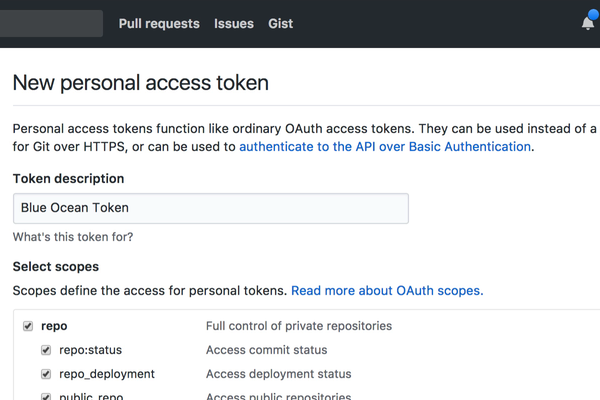 Pull requests Issues Gist
New personal access token
Personal access tokens function like ordinary OAuth access tokens. They can be used instead of a
for Git over HTTPS, or can be used to authenticate to the API over Basic Authentication.
Token description
Blue Ocean Token
What's this token for?
Select scopes
Scopes define the access for personal tokens. Read more about OAuth scopes.
repo Full control of private repositories
repo:status Access commit status
repo_deployment Access deployment status
public_repo Access public repositories